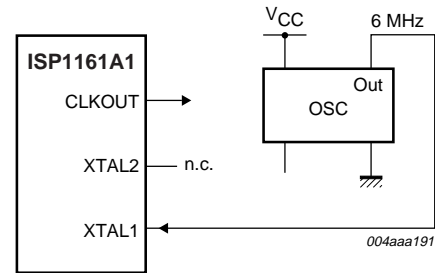 VCC
6 MHz
ISP1161A1
Out
CLKOUT
OSC
XTAL2
n.c.
XTAL1
004aaa191